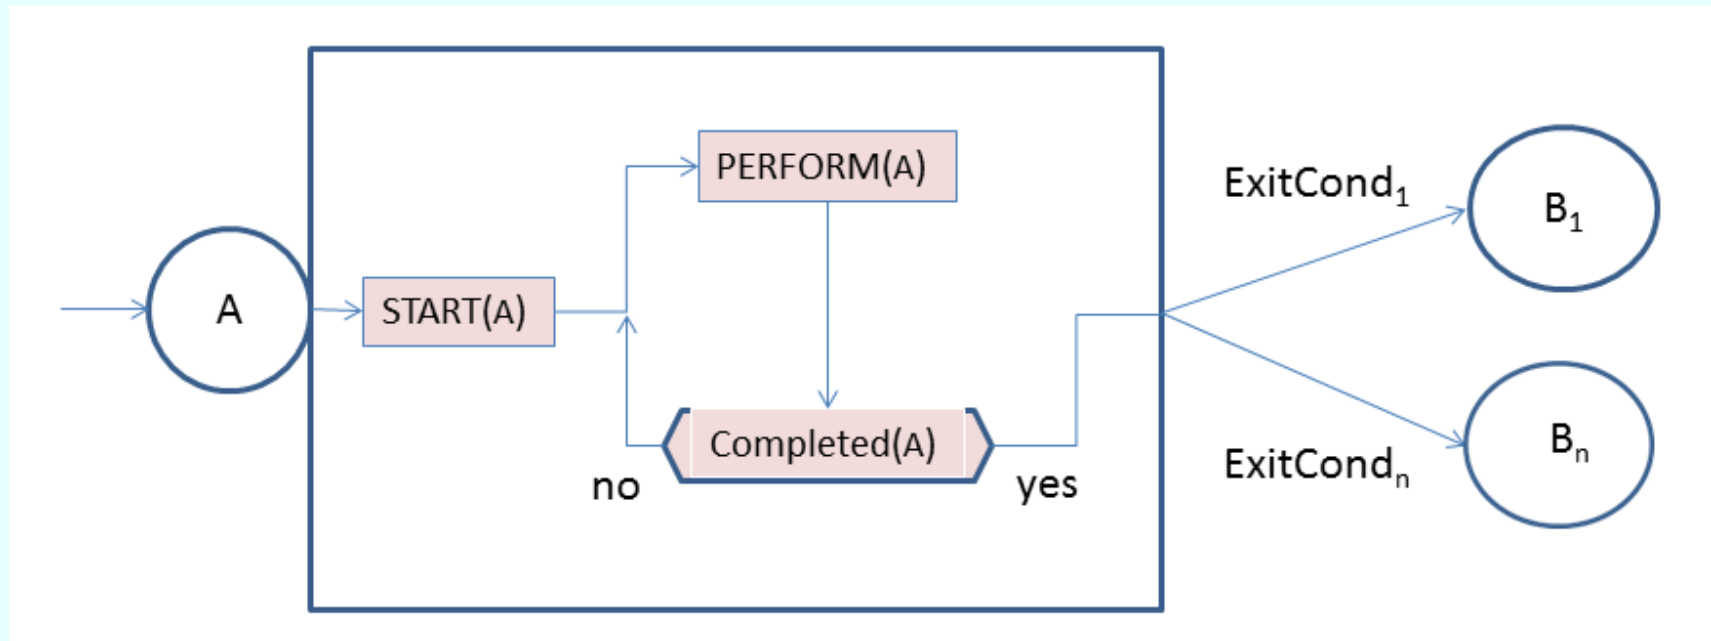 PERFORM(A)
ExitCond₁
B₁
A
START(A)
Completed(A)
no
yes
ExitCondₙ
Bₙ